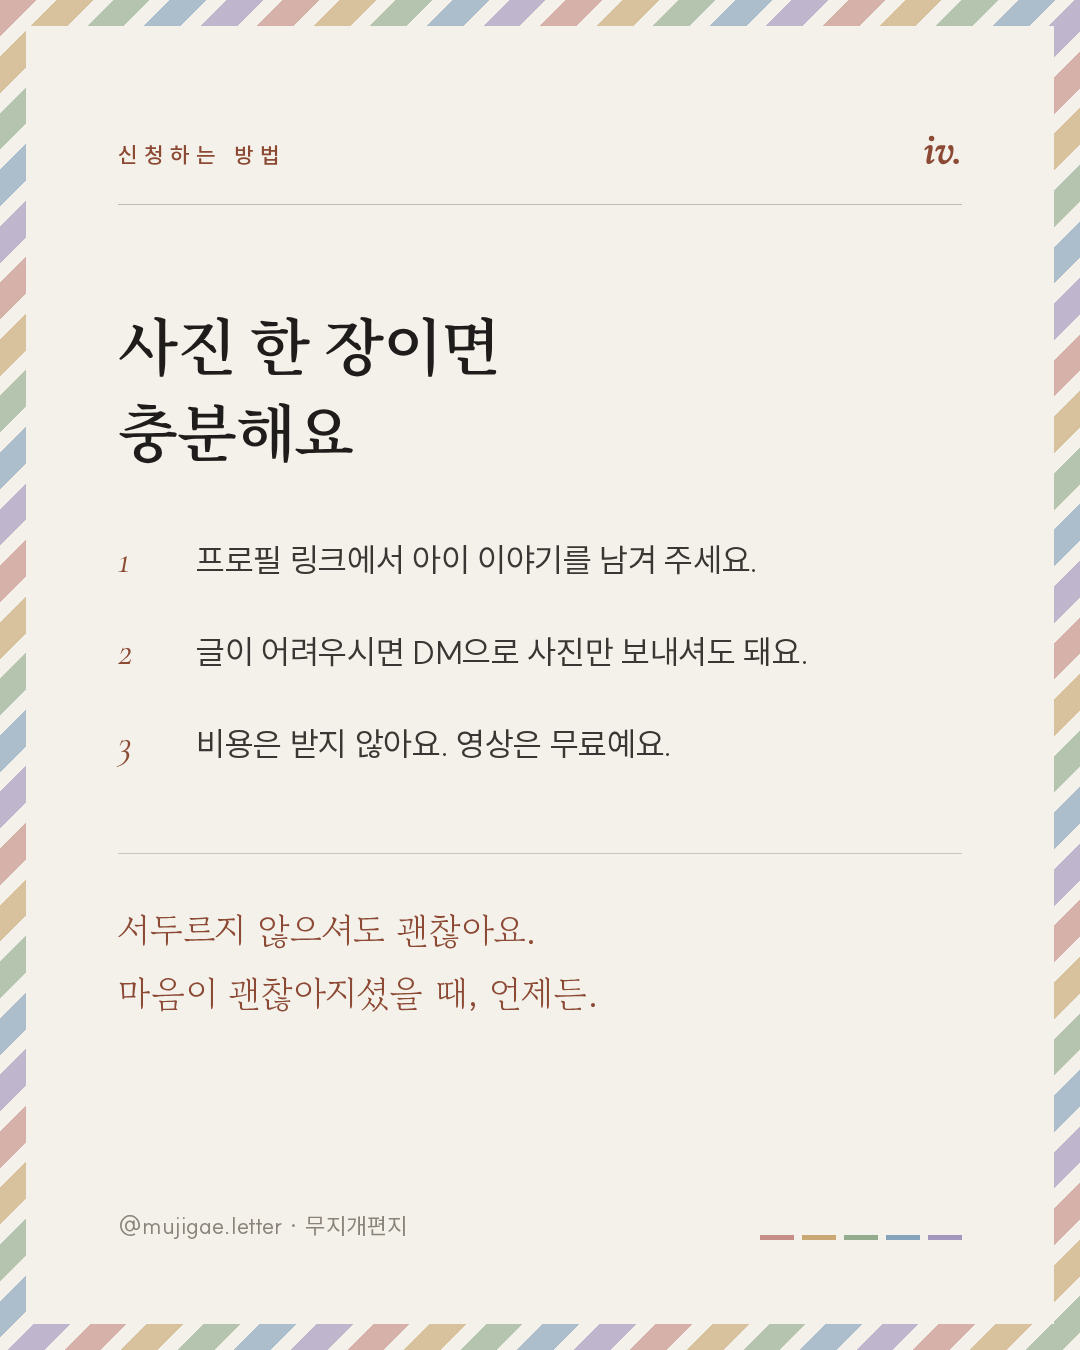 신청하는 방법
iv.
사진 한 장이면
충분해요
1 프로필 링크에서 아이 이야기를 남겨 주세요.
2 글이 어려우시면 DM으로 사진만 보내셔도 돼요.
3 비용은 받지 않아요. 영상은 무료예요.
서두르지 않으셔도 괜찮아요.
마음이 괜찮아지셨을 때, 언제든.
@mujigae.letter · 무지개편지